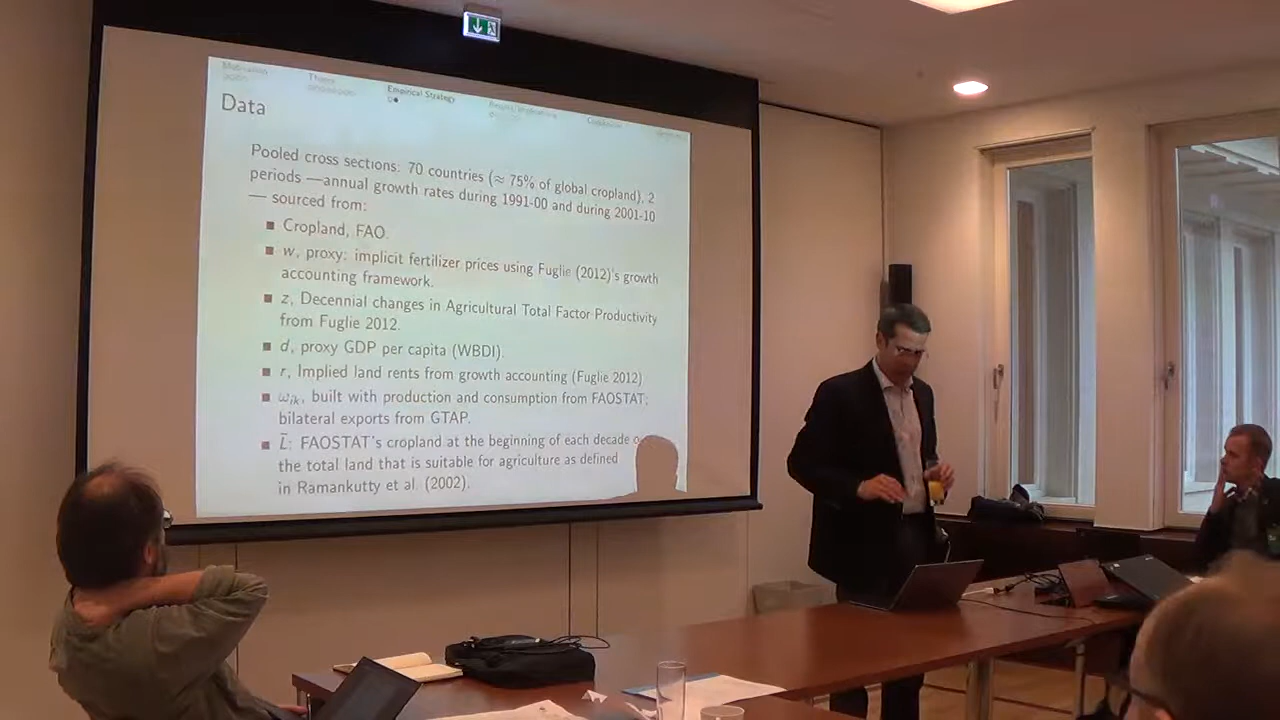 Motivation
Theory
Empirical Strategy
Data
Pooled cross sections: 70 countries (≈ 75% of global cropland), 2
periods —annual growth rates during 1991-00 and during 2001-10
— sourced from:
■ Cropland, FAO.
■ w, proxy: implicit fertilizer prices using Fuglie (2012)'s growth
accounting framework.
■ z, Decennial changes in Agricultural Total Factor Productivity
from Fuglie 2012.
■ d, proxy GDP per capita (WBDI).
■ r, Implied land rents from growth accounting (Fuglie 2012)
■ ωik, built with production and consumption from FAOSTAT;
bilateral exports from GTAP.
■ L̄: FAOSTAT's cropland at the beginning of each decade
the total land that is suitable for agriculture as defined
in Ramankutty et al. (2002).